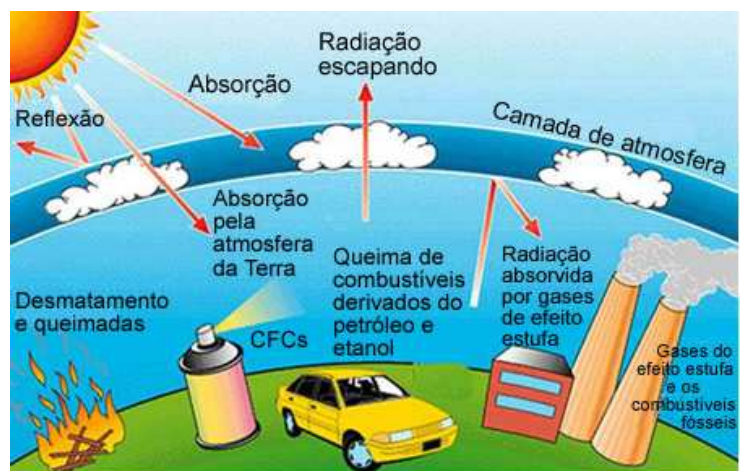 Radiação
escapando
Absorção
Reflexão
Camada de atmosfera
Absorção
pela
atmosfera
da Terra
Queima de
combustíveis
derivados do
petróleo e
etanol
Radiação
absorvida
por gases
de efeito
estufa
Desmatamento
e queimadas
CFCs
Gases do
efeito estufa
e os
combustíveis
fósseis